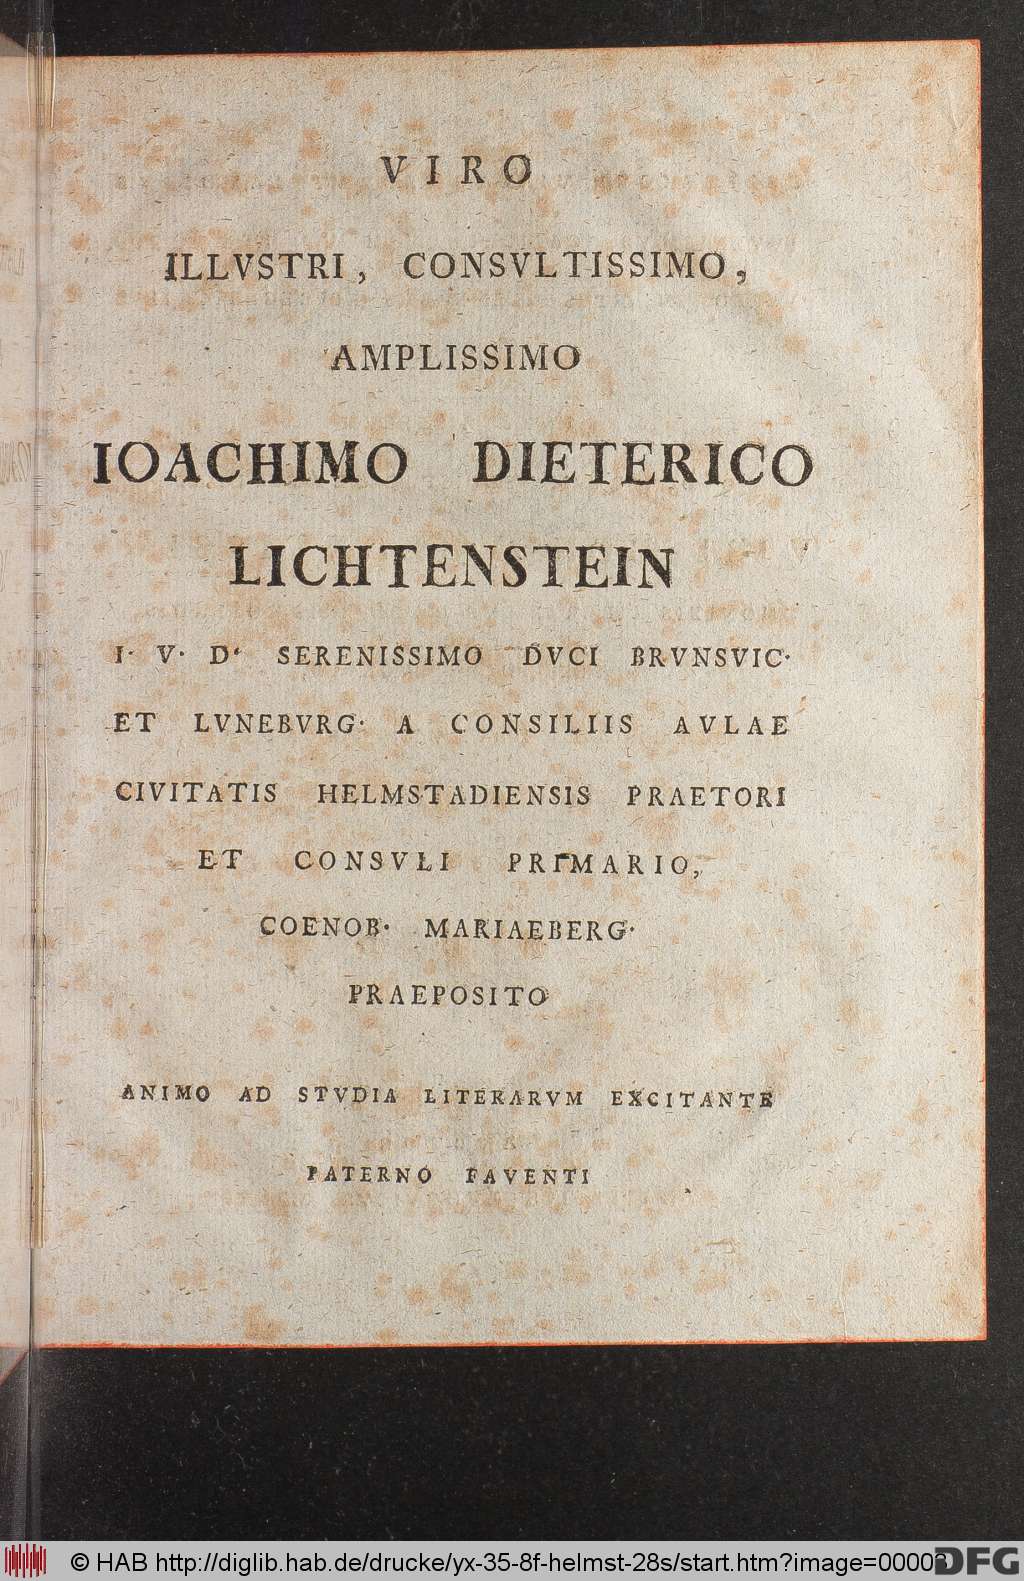 VIRO
ILLVSTRI, CONSVLTISSIMO,
AMPLISSIMO
IOACHIMO DIETERICO
LICHTENSTEIN
I· V· D· SERENISSIMO DVCI BRVNSVIC·
ET LVNEBVRG· A CONSILIIS AVLAE
CIVITATIS HELMSTADIENSIS PRAETORI
ET CONSVLI PRIMARIO,
COENOB· MARIAEBERG·
PRAEPOSITO
ANIMO AD STVDIA LITERARVM EXCITANTE
PATERNO FAVENTI
© HAB http://diglib.hab.de/drucke/yx-35-8f-helmst-28s/start.htm?image=00003
DFG